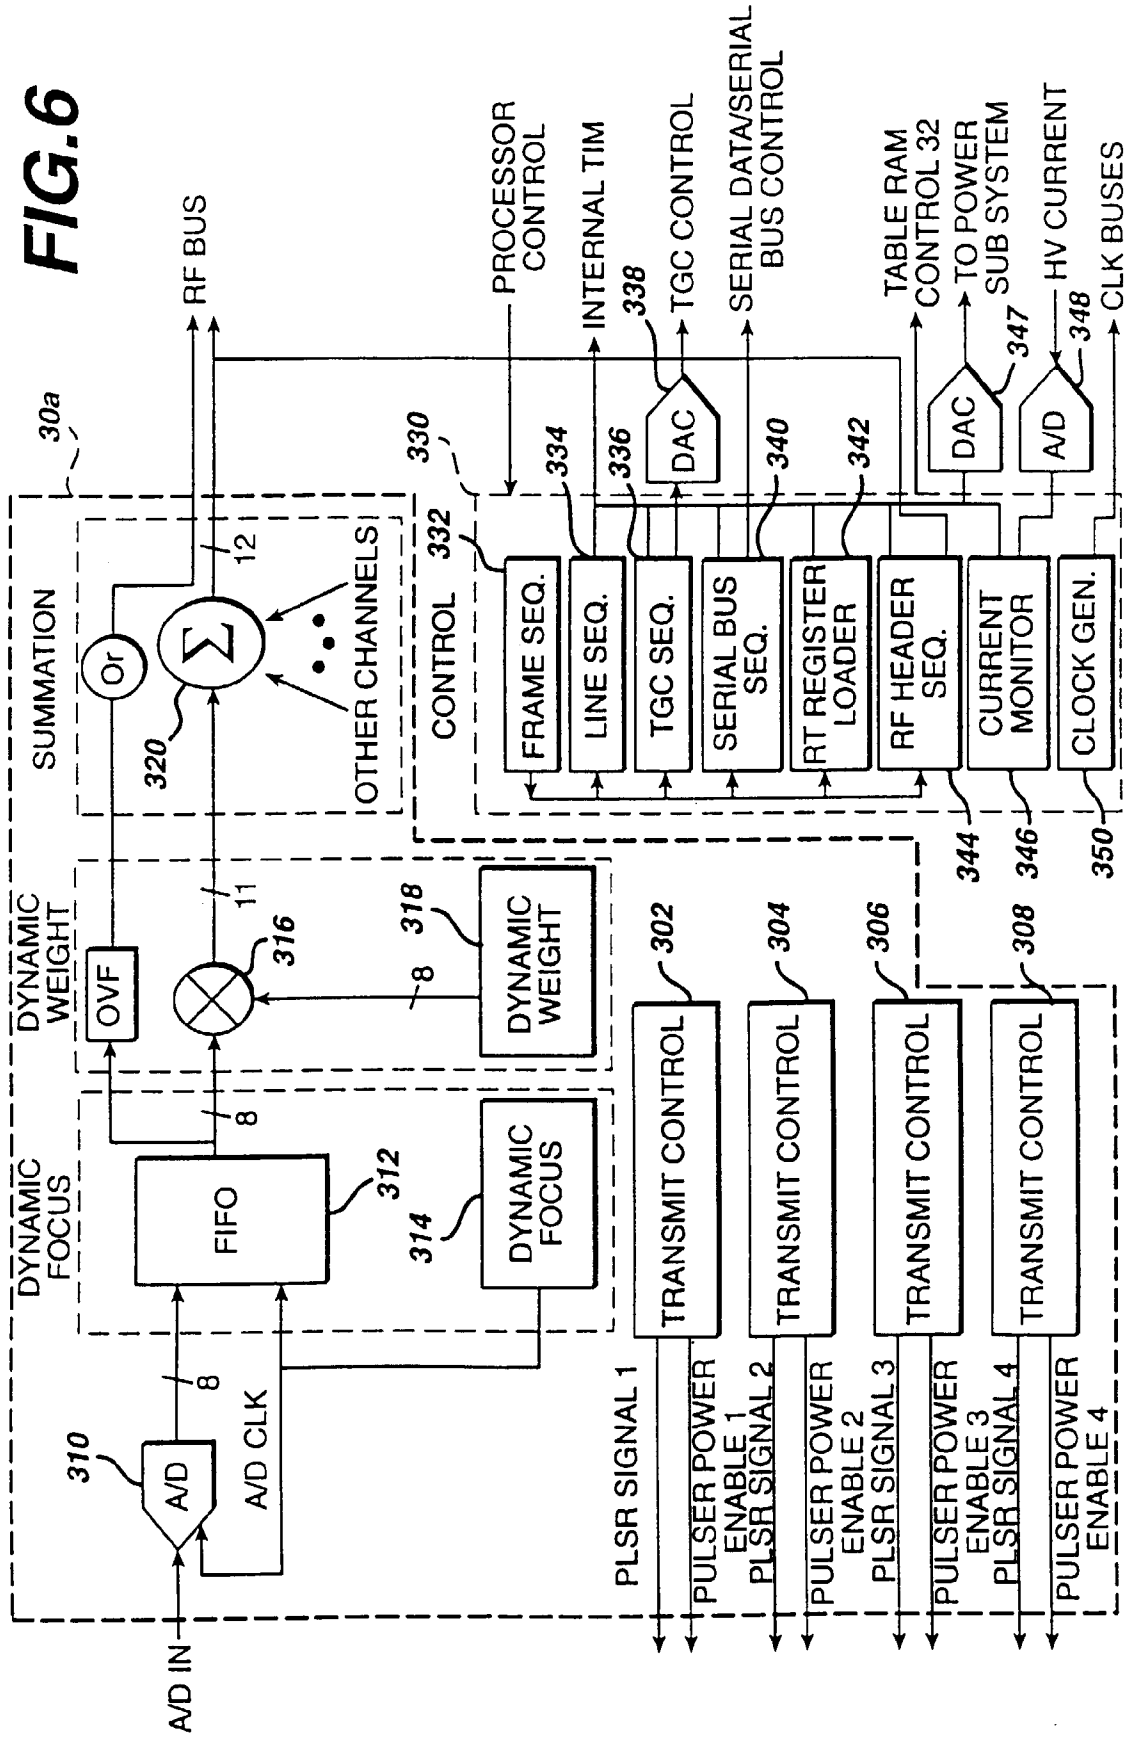 FIG.6
30a
DYNAMIC
FOCUS
DYNAMIC
WEIGHT
SUMMATION
A/D IN
310
A/D
8
A/D CLK
FIFO
312
314
DYNAMIC
FOCUS
8
OVF
316
11
318
8
DYNAMIC
WEIGHT
Or
320
Σ
12
OTHER CHANNELS
RF BUS
PLSR SIGNAL 1
PULSER POWER
ENABLE 1
TRANSMIT CONTROL
302
PLSR SIGNAL 2
PULSER POWER
ENABLE 2
TRANSMIT CONTROL
304
PLSR SIGNAL 3
PULSER POWER
ENABLE 3
TRANSMIT CONTROL
306
PLSR SIGNAL 4
PULSER POWER
ENABLE 4
TRANSMIT CONTROL
308
CONTROL
330
332
FRAME SEQ.
PROCESSOR
CONTROL
334
LINE SEQ.
INTERNAL TIM
336
TGC SEQ.
DAC
338
TGC CONTROL
SERIAL BUS
SEQ.
340
SERIAL DATA/SERIAL
BUS CONTROL
RT REGISTER
LOADER
342
RF HEADER
SEQ.
344
TABLE RAM
CONTROL 32
DAC
347
TO POWER
SUB SYSTEM
CURRENT
MONITOR
346
A/D
348
HV CURRENT
CLOCK GEN.
350
CLK BUSES